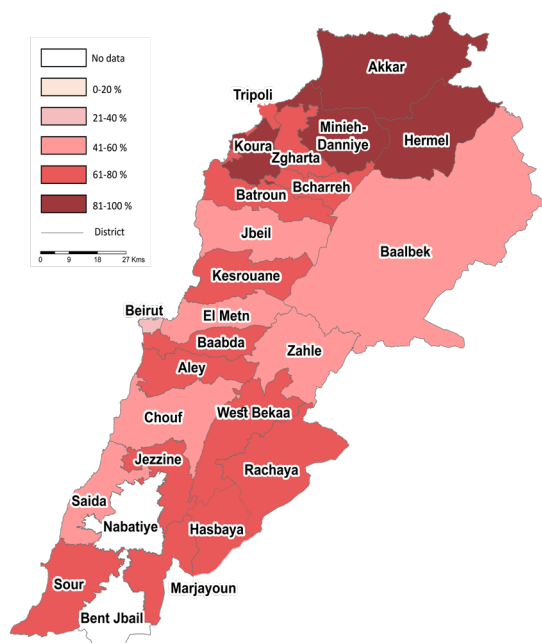 No data
0-20 %
21-40 %
41-60 %
61-80 %
81-100 %
District
0 9 18 27 Kms
Akkar
Tripoli
Minieh-
Danniye
Hermel
Koura
Zgharta
Bcharreh
Batroun
Jbeil
Baalbek
Kesrouane
Beirut
El Metn
Baabda
Zahle
Aley
Chouf
West Bekaa
Jezzine
Rachaya
Saida
Nabatiye
Hasbaya
Sour
Marjayoun
Bent Jbail